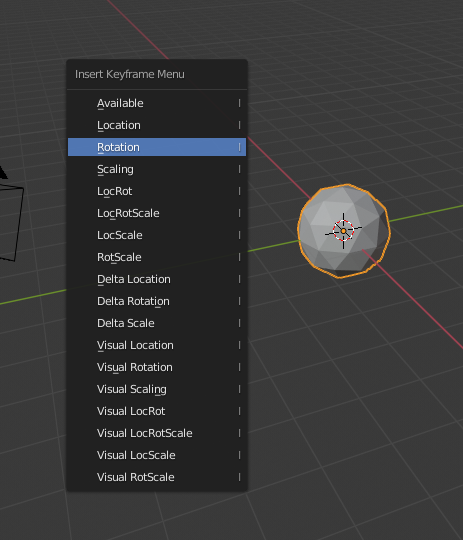 Insert Keyframe Menu
Available I
Location I
Rotation I
Scaling I
LocRot I
LocRotScale I
LocScale I
RotScale I
Delta Location I
Delta Rotation I
Delta Scale I
Visual Location I
Visual Rotation I
Visual Scaling I
Visual LocRot I
Visual LocRotScale I
Visual LocScale I
Visual RotScale I